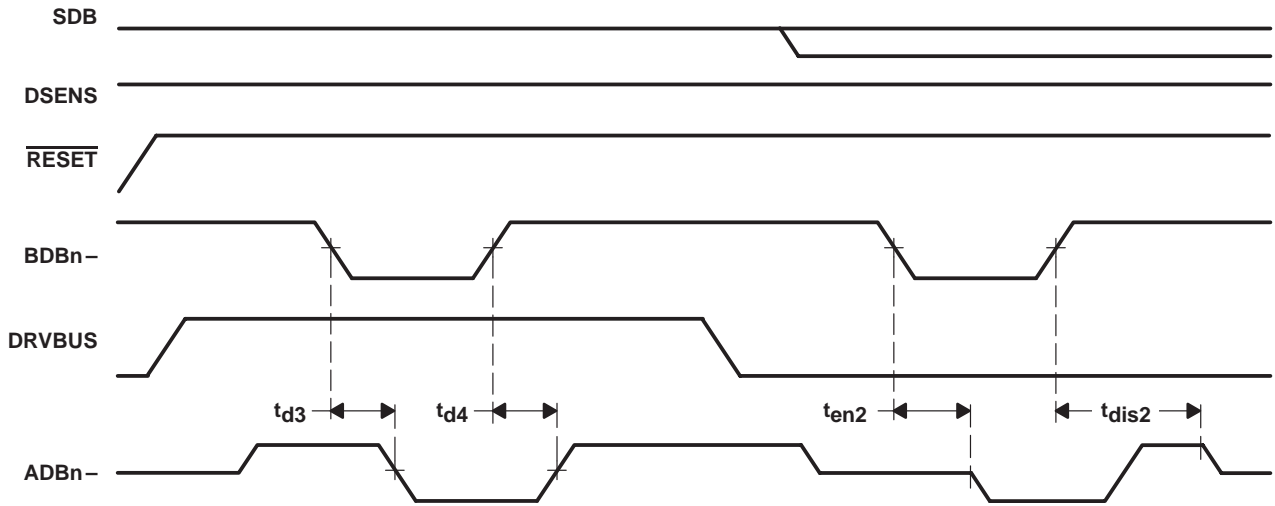 SDB
DSENS
RESET
BDBn–
DRVBUS
td3
td4
ten2
tdis2
ADBn–